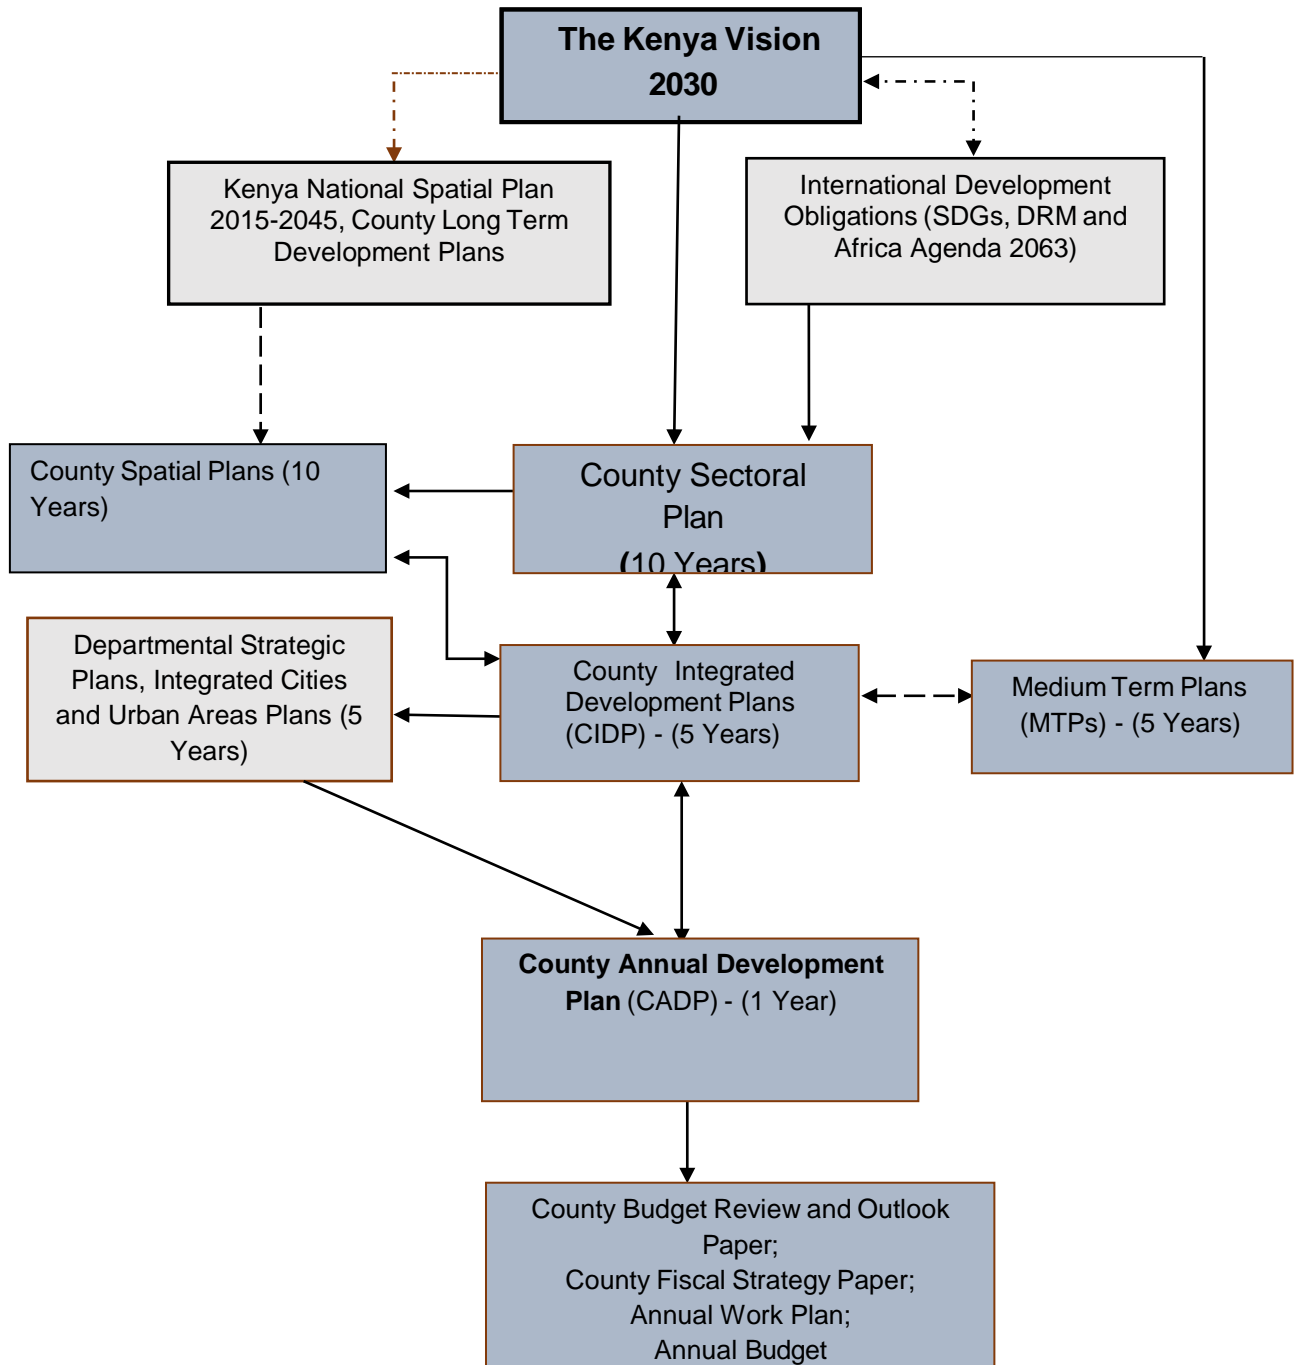 The Kenya Vision
2030
Kenya National Spatial Plan
2015-2045, County Long Term
Development Plans
International Development
Obligations (SDGs, DRM and
Africa Agenda 2063)
County Spatial Plans (10
Years)
County Sectoral
Plan
(10 Years)
Departmental Strategic
Plans, Integrated Cities
and Urban Areas Plans (5
Years)
County Integrated
Development Plans
(CIDP) - (5 Years)
Medium Term Plans
(MTPs) - (5 Years)
County Annual Development
Plan (CADP) - (1 Year)
County Budget Review and Outlook
Paper;
County Fiscal Strategy Paper;
Annual Work Plan;
Annual Budget